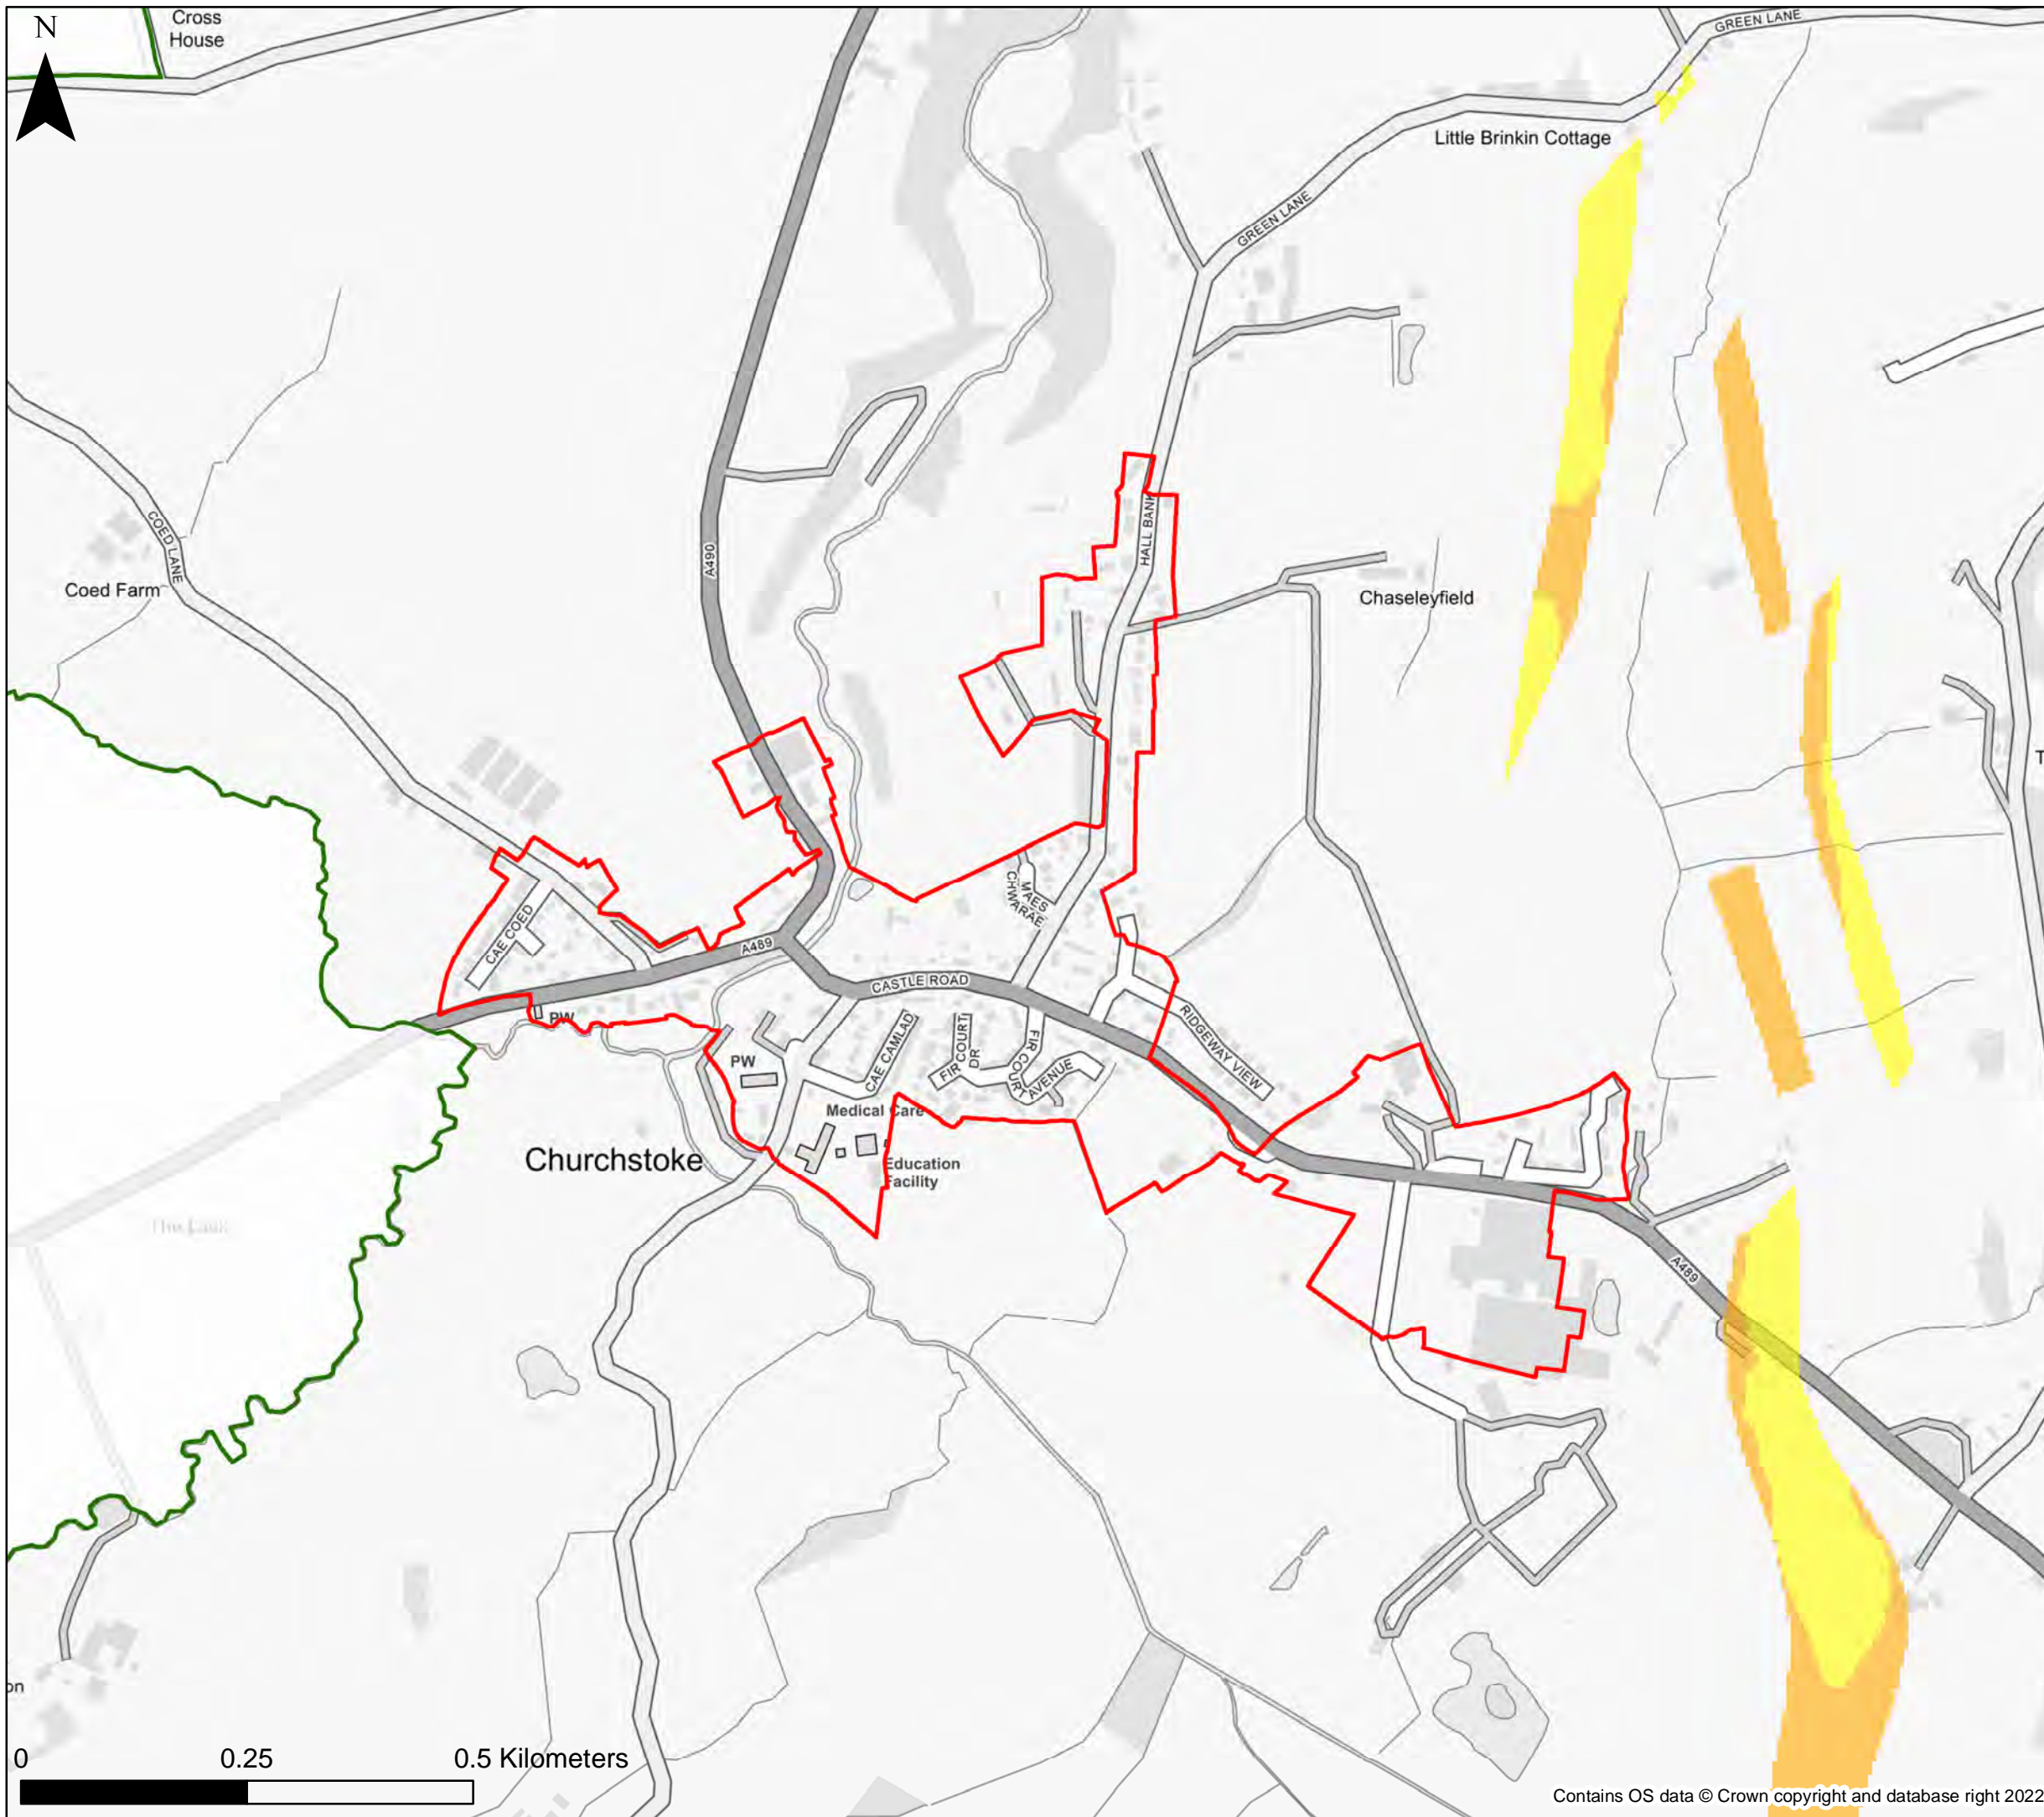 Cross
House
N
GREEN LANE
Little Brinkin Cottage
GREEN LANE
COED LANE
A490
HALL BANK
Coed Farm
Chaseleyfield
T
MAES
CHWARAE
CAE COED
A489
CASTLE ROAD
PW
RIDGEWAY VIEW
CAE CAMLAD
FIR COURT
DR
FIR COURT
AVENUE
PW
Medical Care
Churchstoke
Education
Facility
A489
on
0
0.25
0.5 Kilometers
Contains OS data © Crown copyright and database right 2022